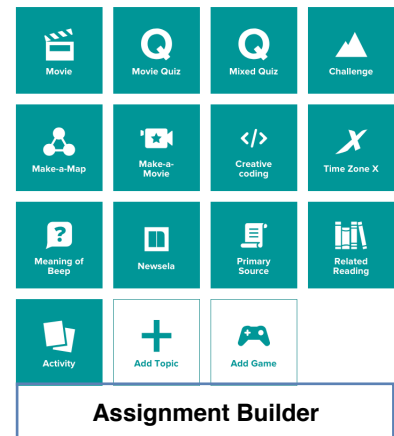 Movie
Movie Quiz
Mixed Quiz
Challenge
Make-a-Map
Make-a-
Movie
Creative
coding
Time Zone X
Meaning of
Beep
Newsela
Primary
Source
Related
Reading
Activity
Add Topic
Add Game
Assignment Builder